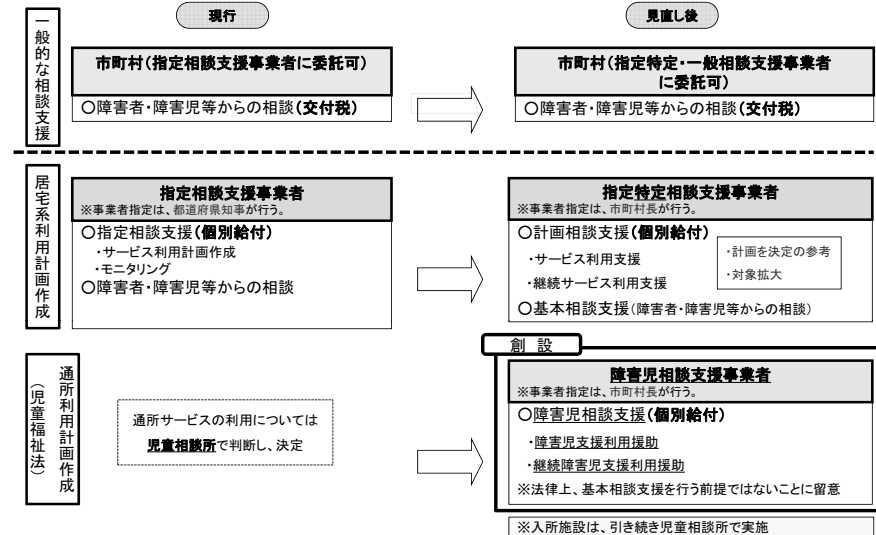 現行
見直し後
一般的な相談支援
市町村(指定相談支援事業者に委託可)
〇障害者・障害児等からの相談(交付税)
市町村(指定特定・一般相談支援事業者
に委託可)
〇障害者・障害児等からの相談(交付税)
居宅系利用計画作成
指定相談支援事業者
※事業者指定は、都道府県知事が行う。
〇指定相談支援(個別給付)
・サービス利用計画作成
・モニタリング
〇障害者・障害児等からの相談
指定特定相談支援事業者
※事業者指定は、市町村長が行う。
〇計画相談支援(個別給付)
・サービス利用支援
・継続サービス利用支援
・計画を決定の参考
・対象拡大
〇基本相談支援(障害者・障害児等からの相談)
通所利用計画作成
(児童福祉法)
通所サービスの利用については
児童相談所で判断し、決定
創 設
障害児相談支援事業者
※事業者指定は、市町村長が行う。
〇障害児相談支援(個別給付)
・障害児支援利用援助
・継続障害児支援利用援助
※法律上、基本相談支援を行う前提ではないことに留意
※入所施設は、引き続き児童相談所で実施